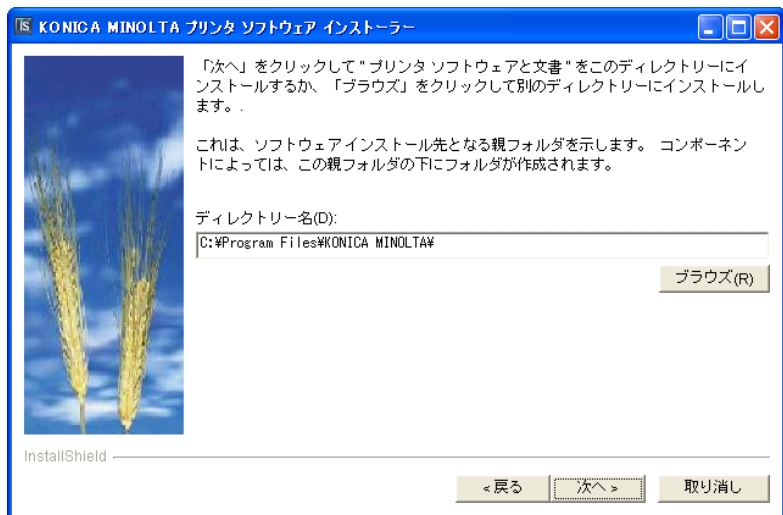 KONICA MINOLTA プリンタ ソフトウェア インストーラー
「次へ」をクリックして " プリンタ ソフトウェアと文書 " をこのディレクトリーにイ
ンストールするか、「ブラウズ」をクリックして別のディレクトリーにインストールし
ます。.
これは、ソフトウェアインストール先となる親フォルダを示します。 コンポーネン
トによっては、この親フォルダの下にフォルダが作成されます。
ディレクトリー名(D):
C:¥Program Files¥KONICA MINOLTA¥
ブラウズ(R)
InstallShield
<戻る
次へ >
取り消し